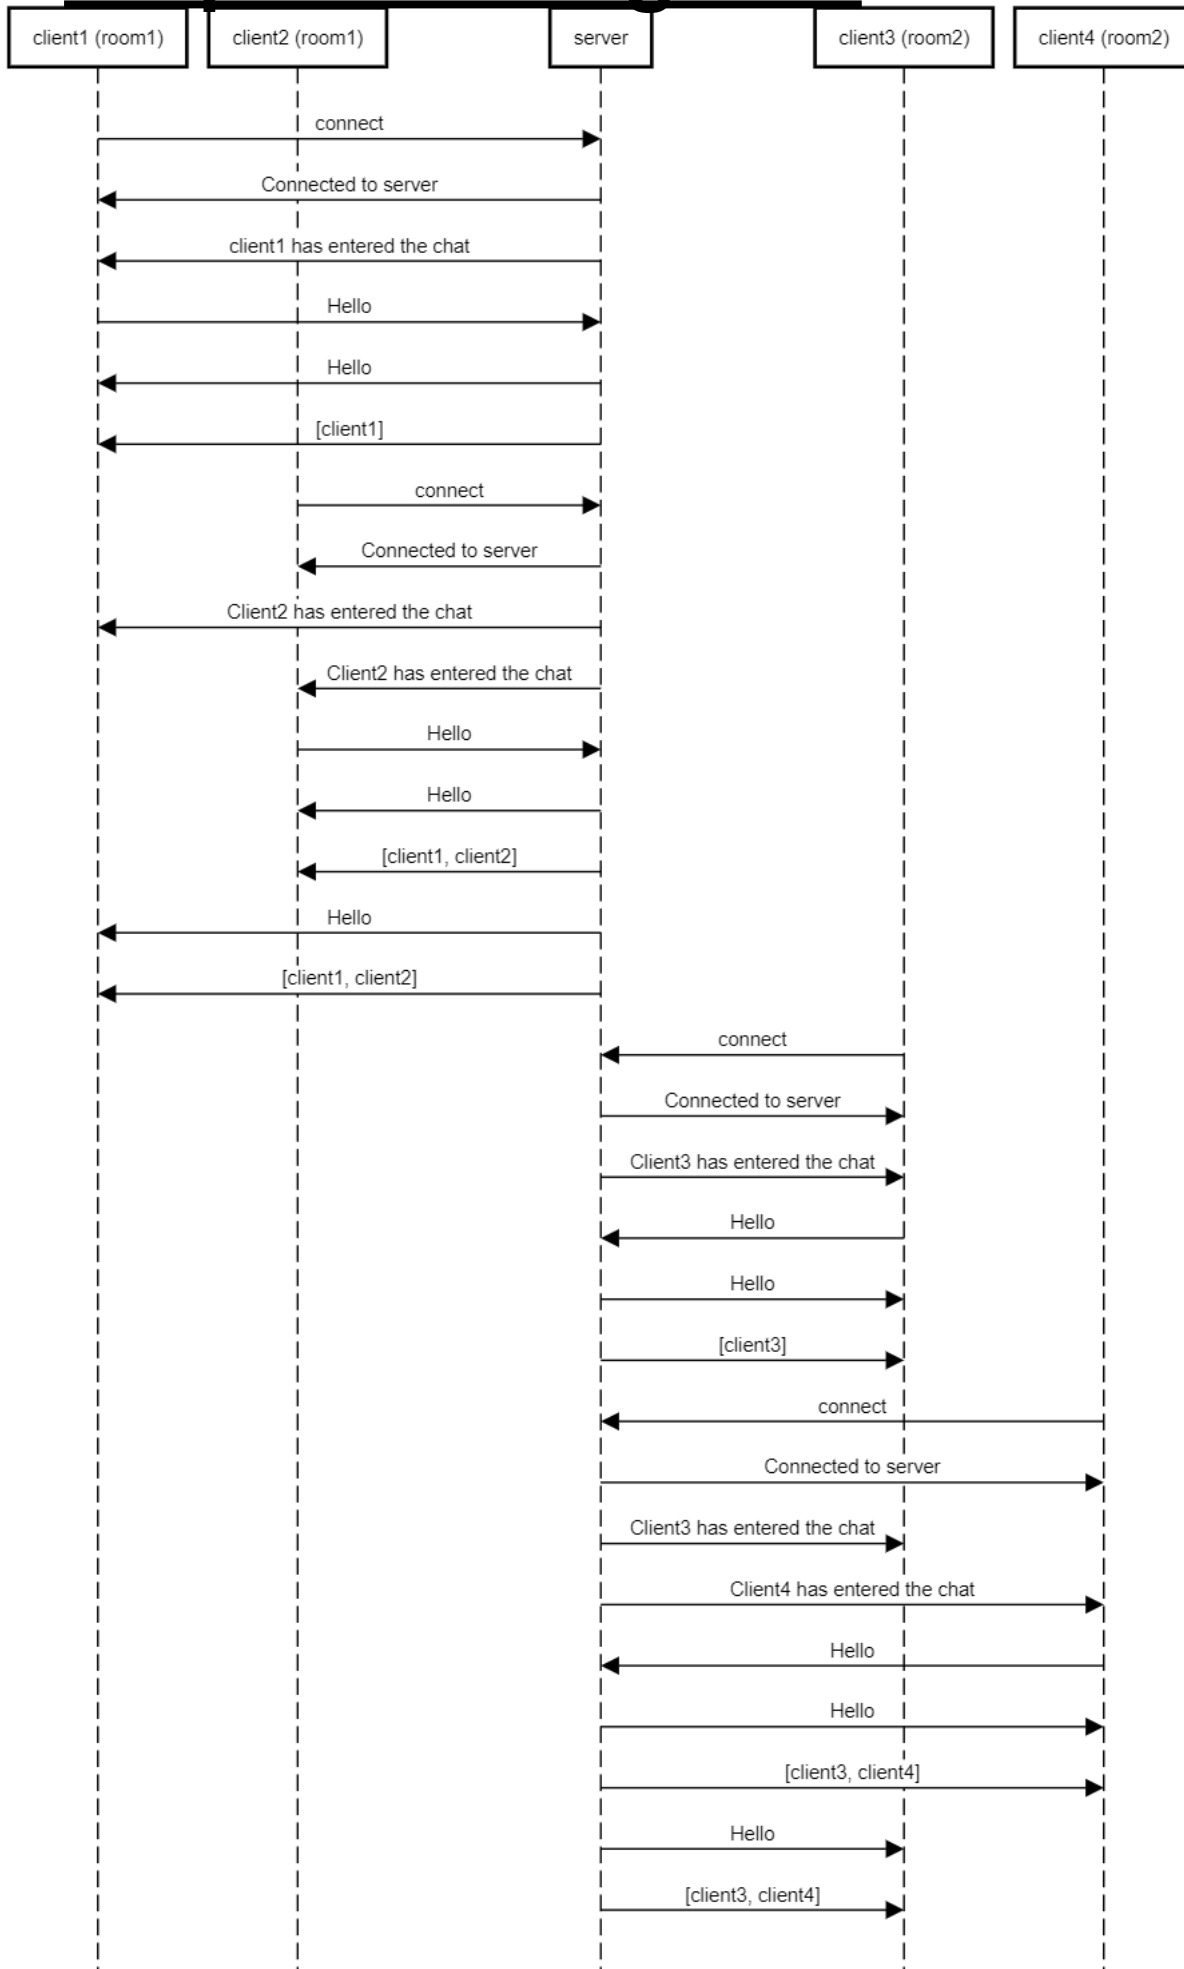 client1 (room1)
client2 (room1)
server
client3 (room2)
client4 (room2)
connect
Connected to server
client1 has entered the chat
Hello
Hello
[client1]
connect
Connected to server
Client2 has entered the chat
Client2 has entered the chat
Hello
Hello
[client1, client2]
Hello
[client1, client2]
connect
Connected to server
Client3 has entered the chat
Hello
Hello
[client3]
connect
Connected to server
Client3 has entered the chat
Client4 has entered the chat
Hello
Hello
[client3, client4]
Hello
[client3, client4]